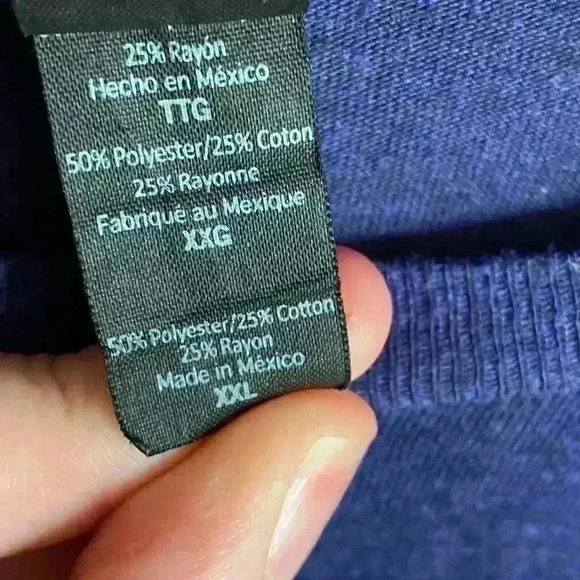 25% Rayón
Hecho en México
TTG
50% Polyester/25% Coton
25% Rayonne
Fabriqué au Mexique
XXG
50% Polyester/25% Cotton
25% Rayon
Made in México
XXL